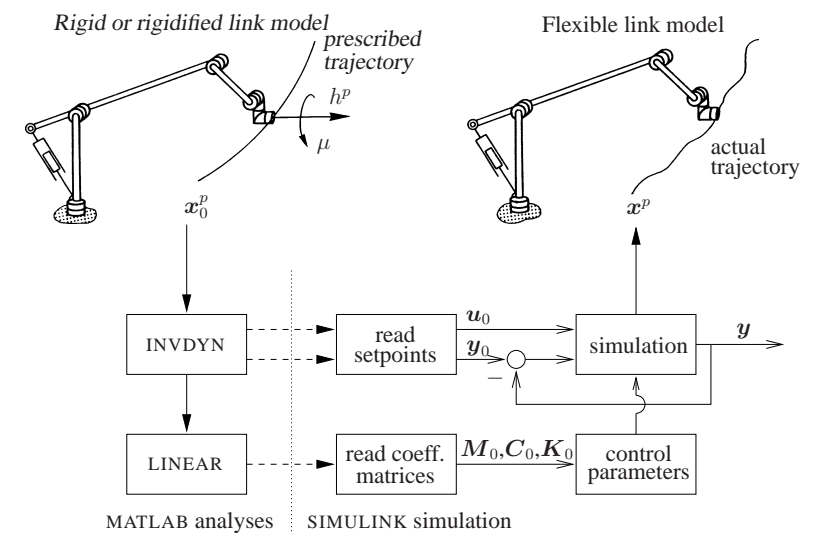 Rigid or rigidified link model
prescribed
trajectory
h^p
μ
x_0^p
Flexible link model
actual
trajectory
x^p
INVDYN
read
setpoints
u_0
y_0
−
simulation
y
LINEAR
read coeff.
matrices
M_0,C_0,K_0
control
parameters
MATLAB analyses
SIMULINK simulation